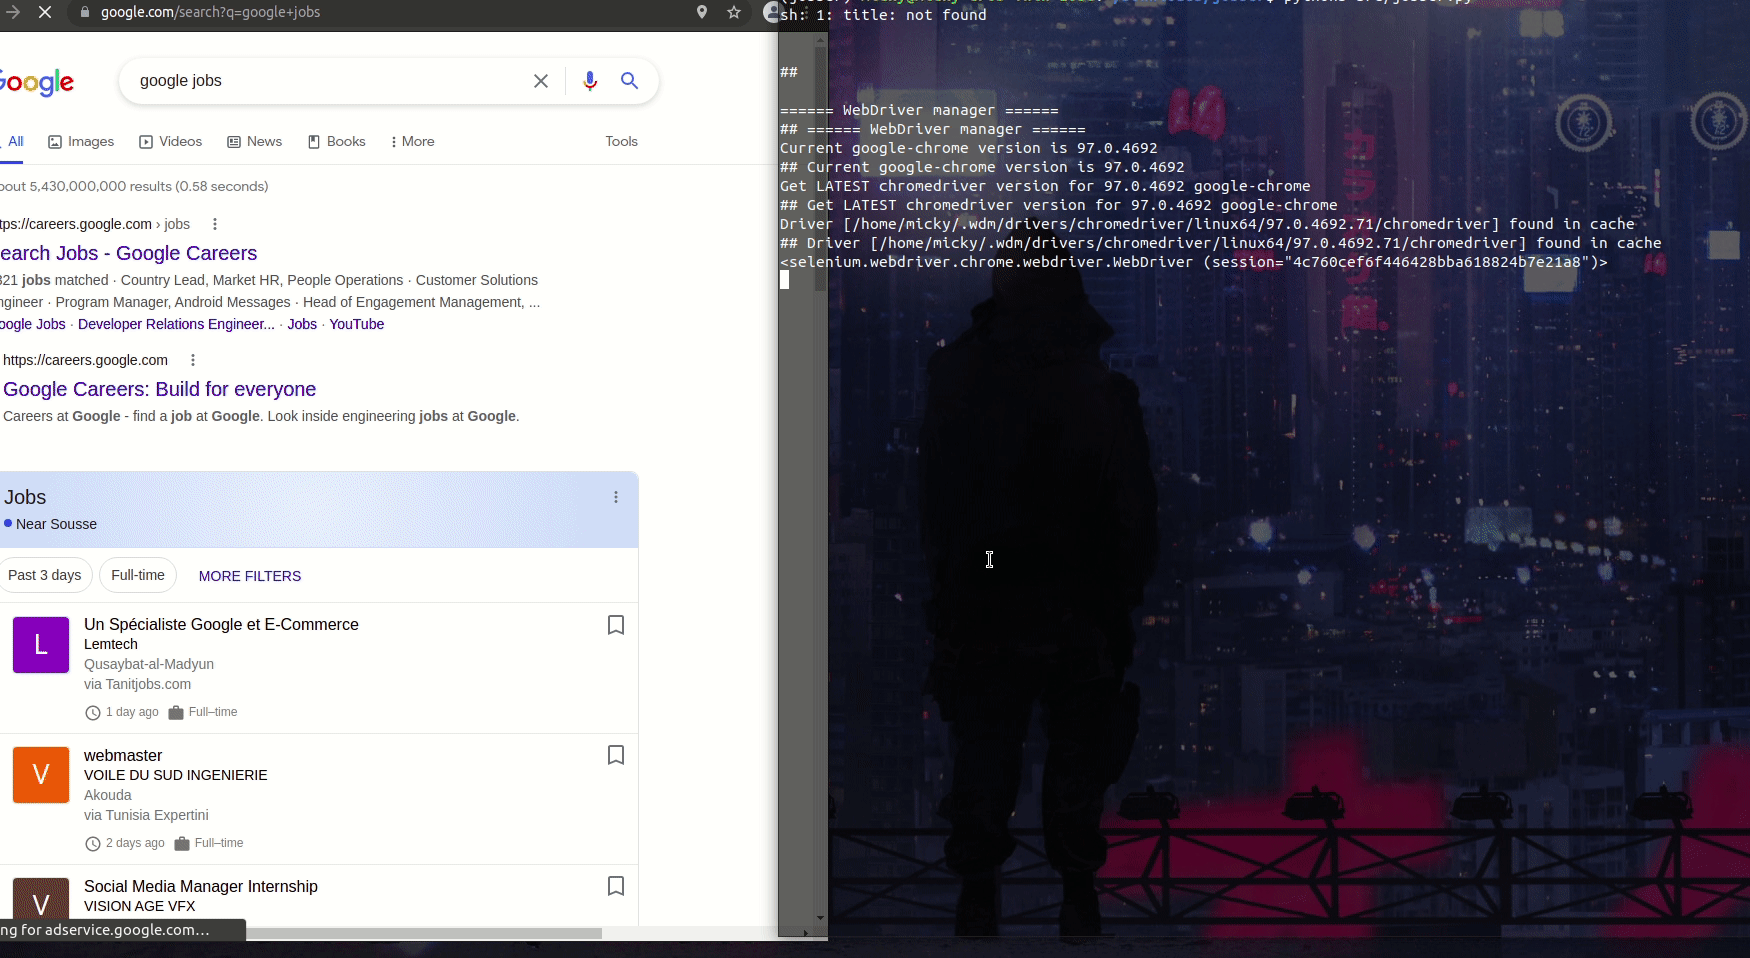 google.com/search?q=google+jobs
Google
google jobs
All
Images
Videos
News
Books
More
Tools
out 5,430,000,000 results (0.58 seconds)
tps://careers.google.com › jobs
earch Jobs - Google Careers
321 jobs matched · Country Lead, Market HR, People Operations · Customer Solutions
ngineer · Program Manager, Android Messages · Head of Engagement Management, ...
oogle Jobs · Developer Relations Engineer... · Jobs · YouTube
https://careers.google.com
Google Careers: Build for everyone
Careers at Google - find a job at Google. Look inside engineering jobs at Google.
Jobs
Near Sousse
Past 3 days
Full-time
MORE FILTERS
L
Un Spécialiste Google et E-Commerce
Lemtech
Qusaybat-al-Madyun
via Tanitjobs.com
1 day ago
Full–time
V
webmaster
VOILE DU SUD INGENIERIE
Akouda
via Tunisia Expertini
2 days ago
Full–time
V
Social Media Manager Internship
VISION AGE VFX
ng for adservice.google.com...
sh: 1: title: not found
##
====== WebDriver manager ======
## ====== WebDriver manager ======
Current google-chrome version is 97.0.4692
## Current google-chrome version is 97.0.4692
Get LATEST chromedriver version for 97.0.4692 google-chrome
## Get LATEST chromedriver version for 97.0.4692 google-chrome
Driver [/home/micky/.wdm/drivers/chromedriver/linux64/97.0.4692.71/chromedriver] found in cache
## Driver [/home/micky/.wdm/drivers/chromedriver/linux64/97.0.4692.71/chromedriver] found in cache
<selenium.webdriver.chrome.webdriver.WebDriver (session="4c760cef6f446428bba618824b7e21a8")>